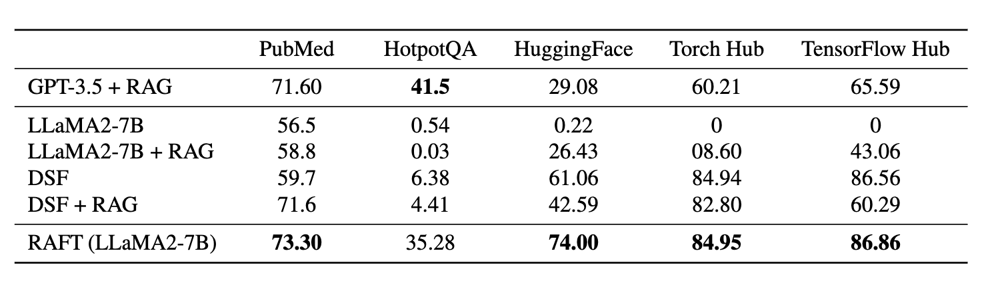 PubMed HotpotQA HuggingFace Torch Hub TensorFlow Hub
GPT-3.5 + RAG 71.60 41.5 29.08 60.21 65.59
LLaMA2-7B 56.5 0.54 0.22 0 0
LLaMA2-7B + RAG 58.8 0.03 26.43 08.60 43.06
DSF 59.7 6.38 61.06 84.94 86.56
DSF + RAG 71.6 4.41 42.59 82.80 60.29
RAFT (LLaMA2-7B) 73.30 35.28 74.00 84.95 86.86